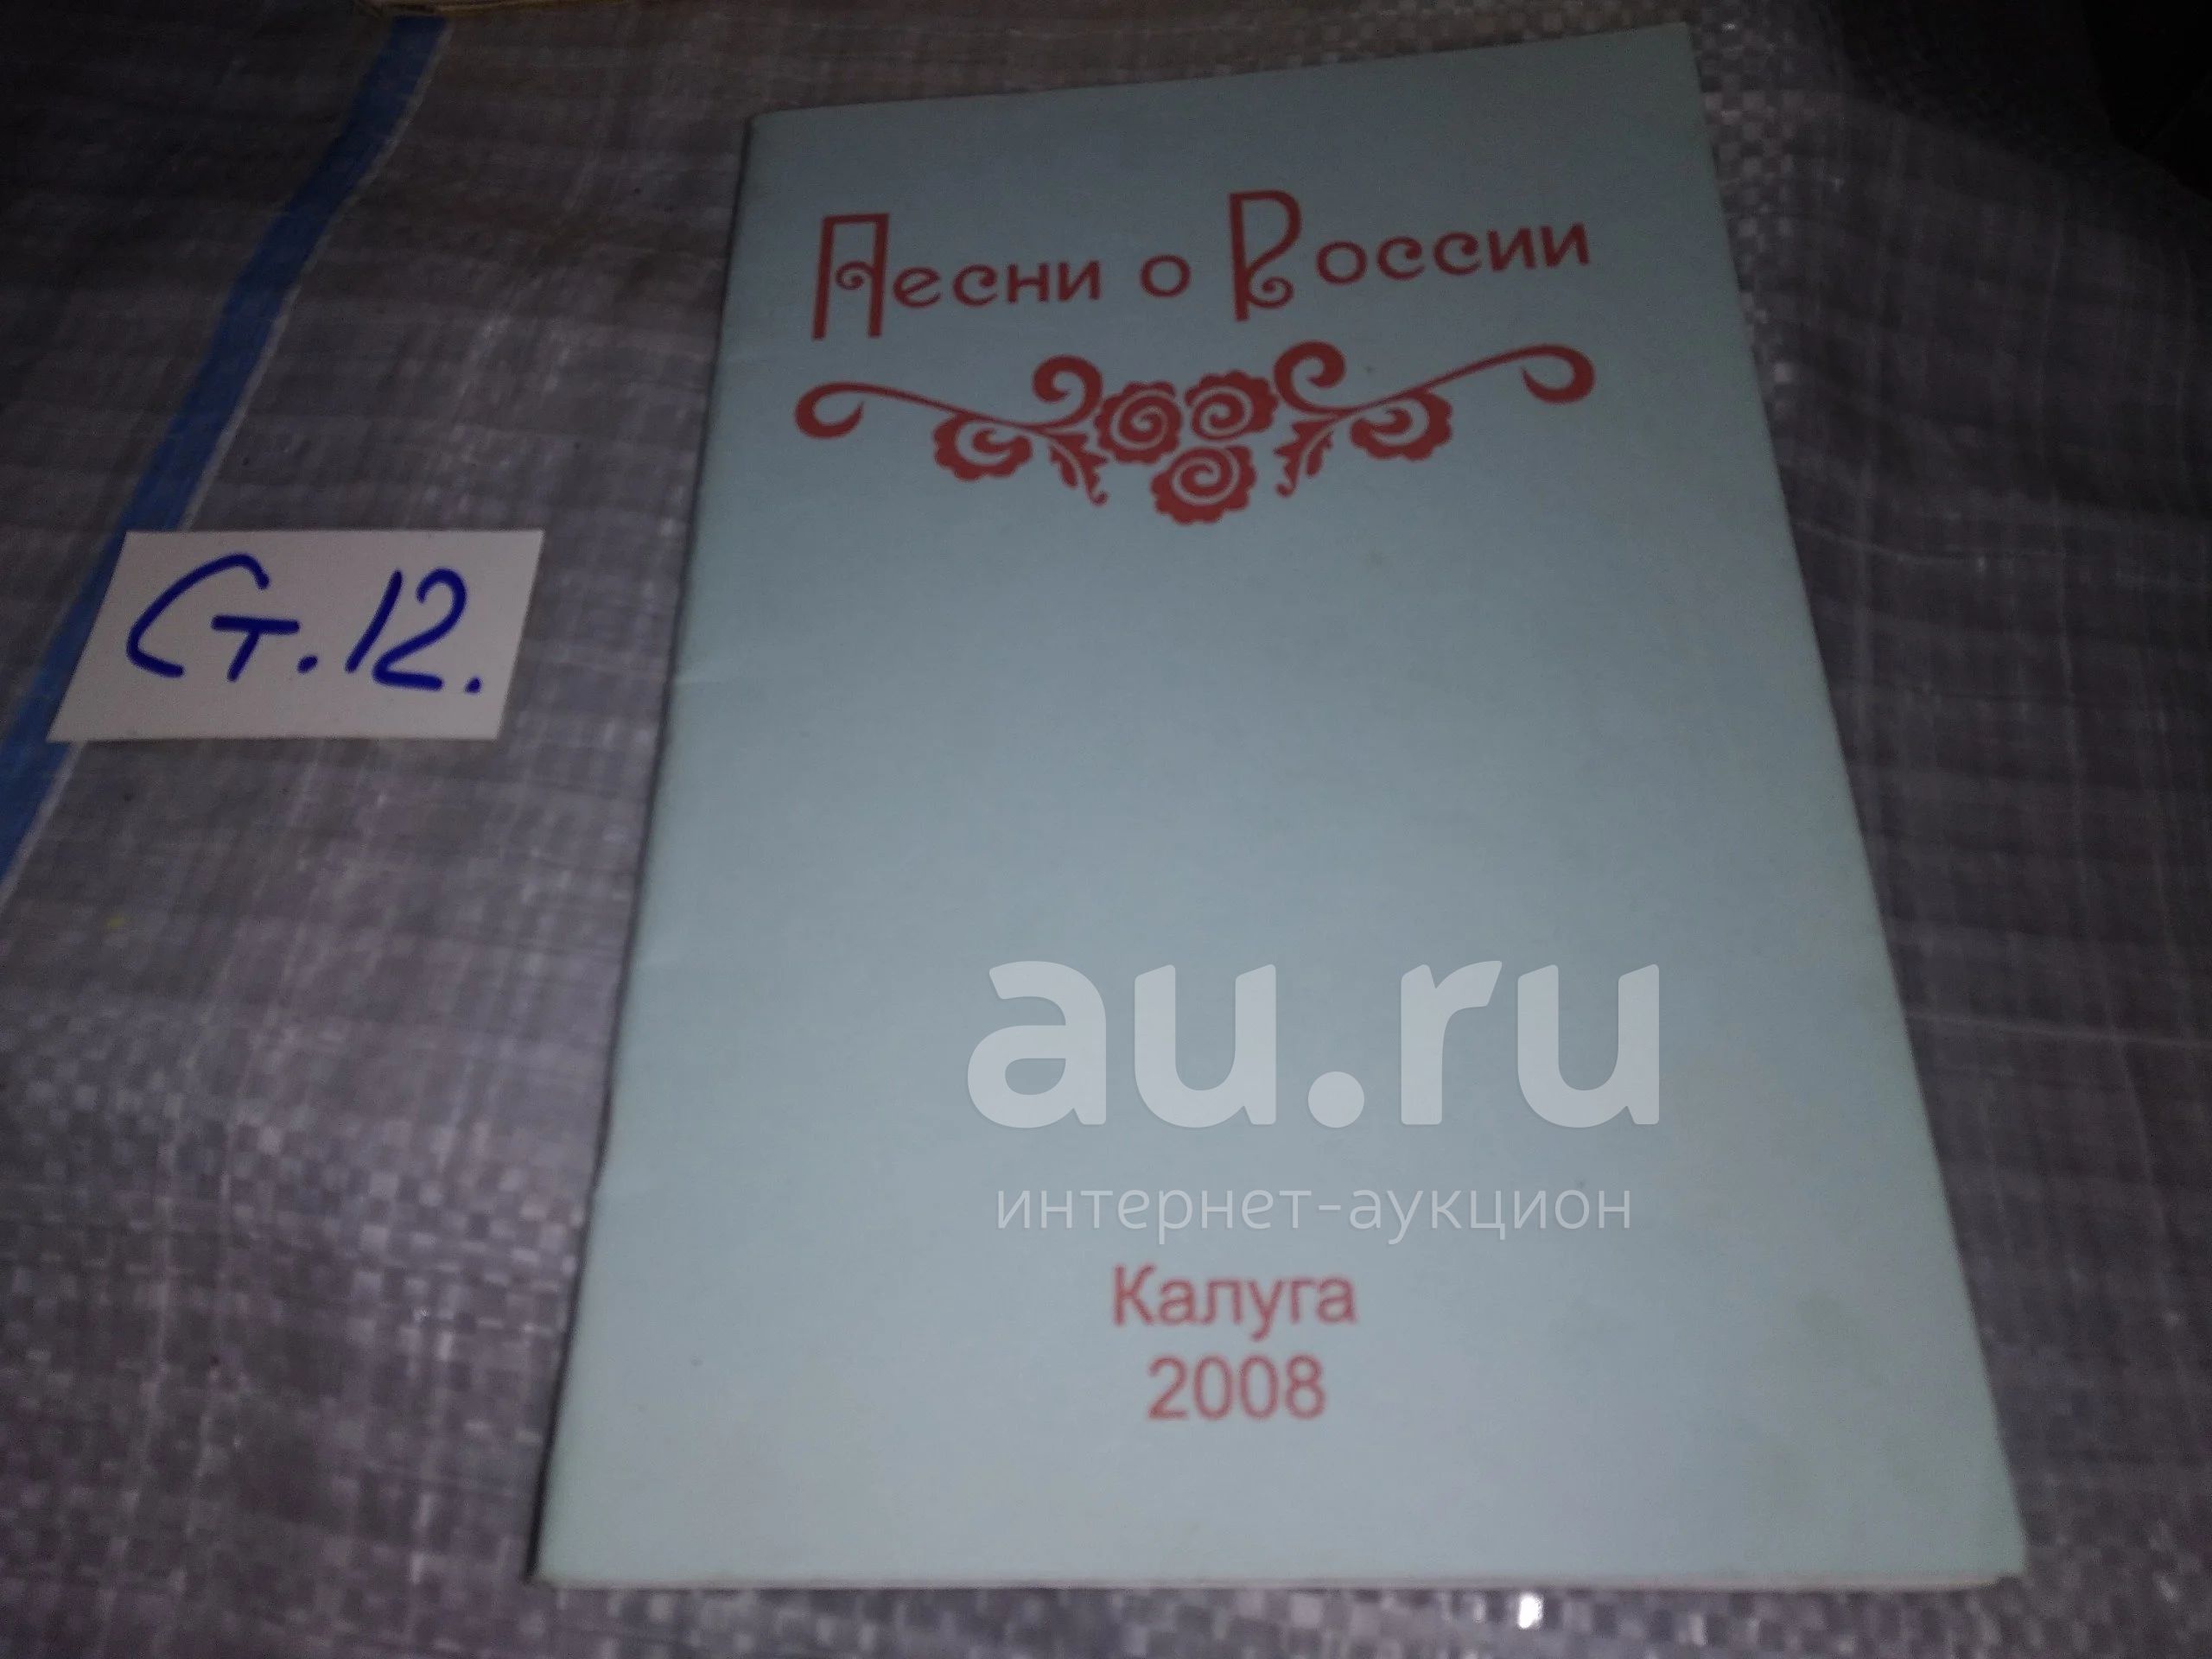 Песни о России
Ст.12.
au.ru
интернет-аукцион
Калуга
2008